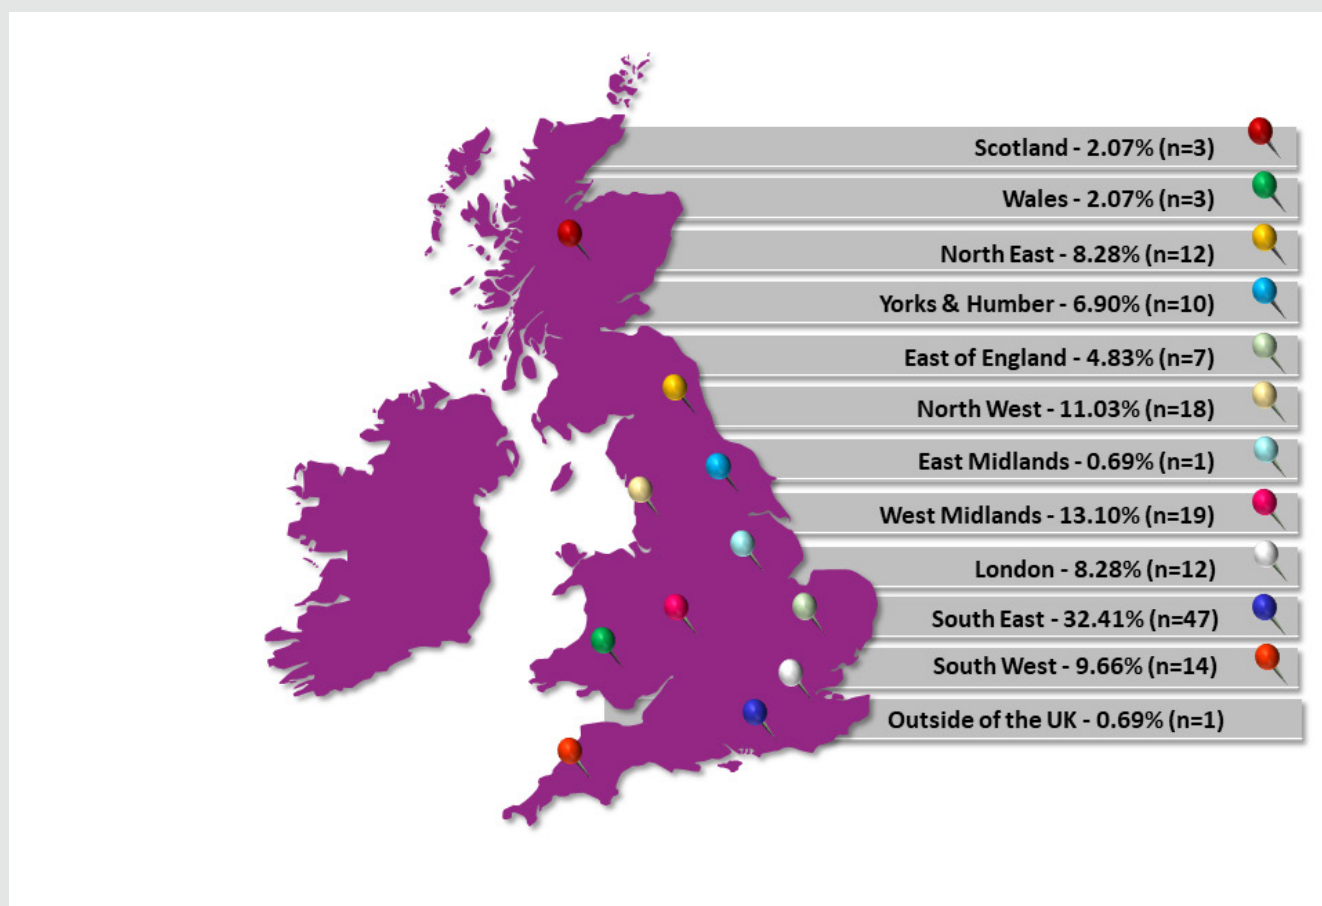 Scotland - 2.07% (n=3)
Wales - 2.07% (n=3)
North East - 8.28% (n=12)
Yorks & Humber - 6.90% (n=10)
East of England - 4.83% (n=7)
North West - 11.03% (n=18)
East Midlands - 0.69% (n=1)
West Midlands - 13.10% (n=19)
London - 8.28% (n=12)
South East - 32.41% (n=47)
South West - 9.66% (n=14)
Outside of the UK - 0.69% (n=1)